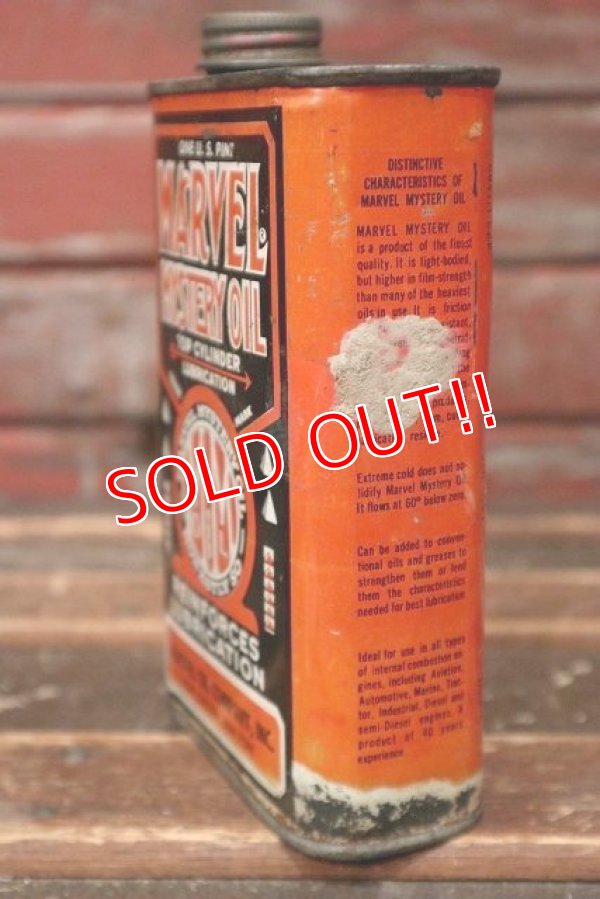 ONE U.S. PINT
MARVEL®
MYSTERY OIL
TOP CYLINDER
LUBRICATION
REINFORCES
LUBRICATION
INC.
DISTINCTIVE
CHARACTERISTICS OF
MARVEL MYSTERY OIL
MARVEL MYSTERY OIL
is a product of the finest
quality. It is light-bodied,
but higher in film-strength
than many of the heaviest
oils in use. It is friction
SOLD OUT!!
Extreme cold does not so-
lidify Marvel Mystery Oil
It flows at 60° below zero.
Can be added to conven-
tional oils and greases to
strengthen them or lend
them the characteristics
needed for best lubrication
Ideal for use in all types
of internal combustion en-
gines, including Aviation,
Automotive, Marine, Trac-
tor, Industrial, Diesel and
semi-Diesel engines, a
product of 40 years
experience